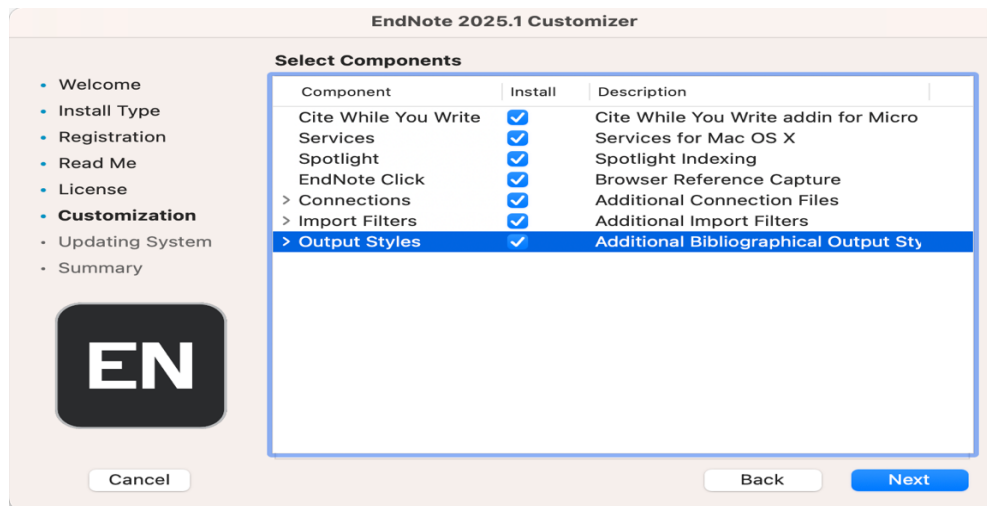 EndNote 2025.1 Customizer
Select Components
Welcome
Install Type
Registration
Read Me
License
Customization
Updating System
Summary
EN
Component Install Description
Cite While You Write Cite While You Write addin for Micro
Services Services for Mac OS X
Spotlight Spotlight Indexing
EndNote Click Browser Reference Capture
> Connections Additional Connection Files
> Import Filters Additional Import Filters
> Output Styles Additional Bibliographical Output Sty
Cancel Back Next